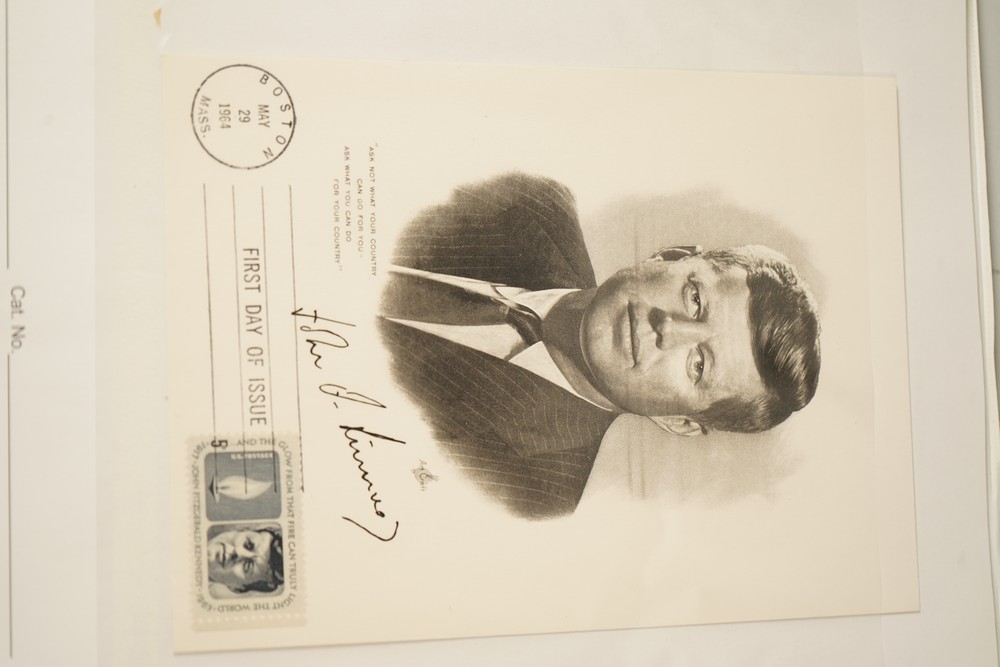 BOSTON
MAY
29
1964
MASS.
"ASK NOT WHAT YOUR COUNTRY
CAN DO FOR YOU-
ASK WHAT YOU CAN DO
FOR YOUR COUNTRY"
FIRST DAY OF ISSUE
John F. Kennedy
5
U.S. POSTAGE
AND THE GLOW FROM THAT FIRE CAN TRULY LIGHT THE WORLD
JOHN FITZGERALD KENNEDY
Cat. No.